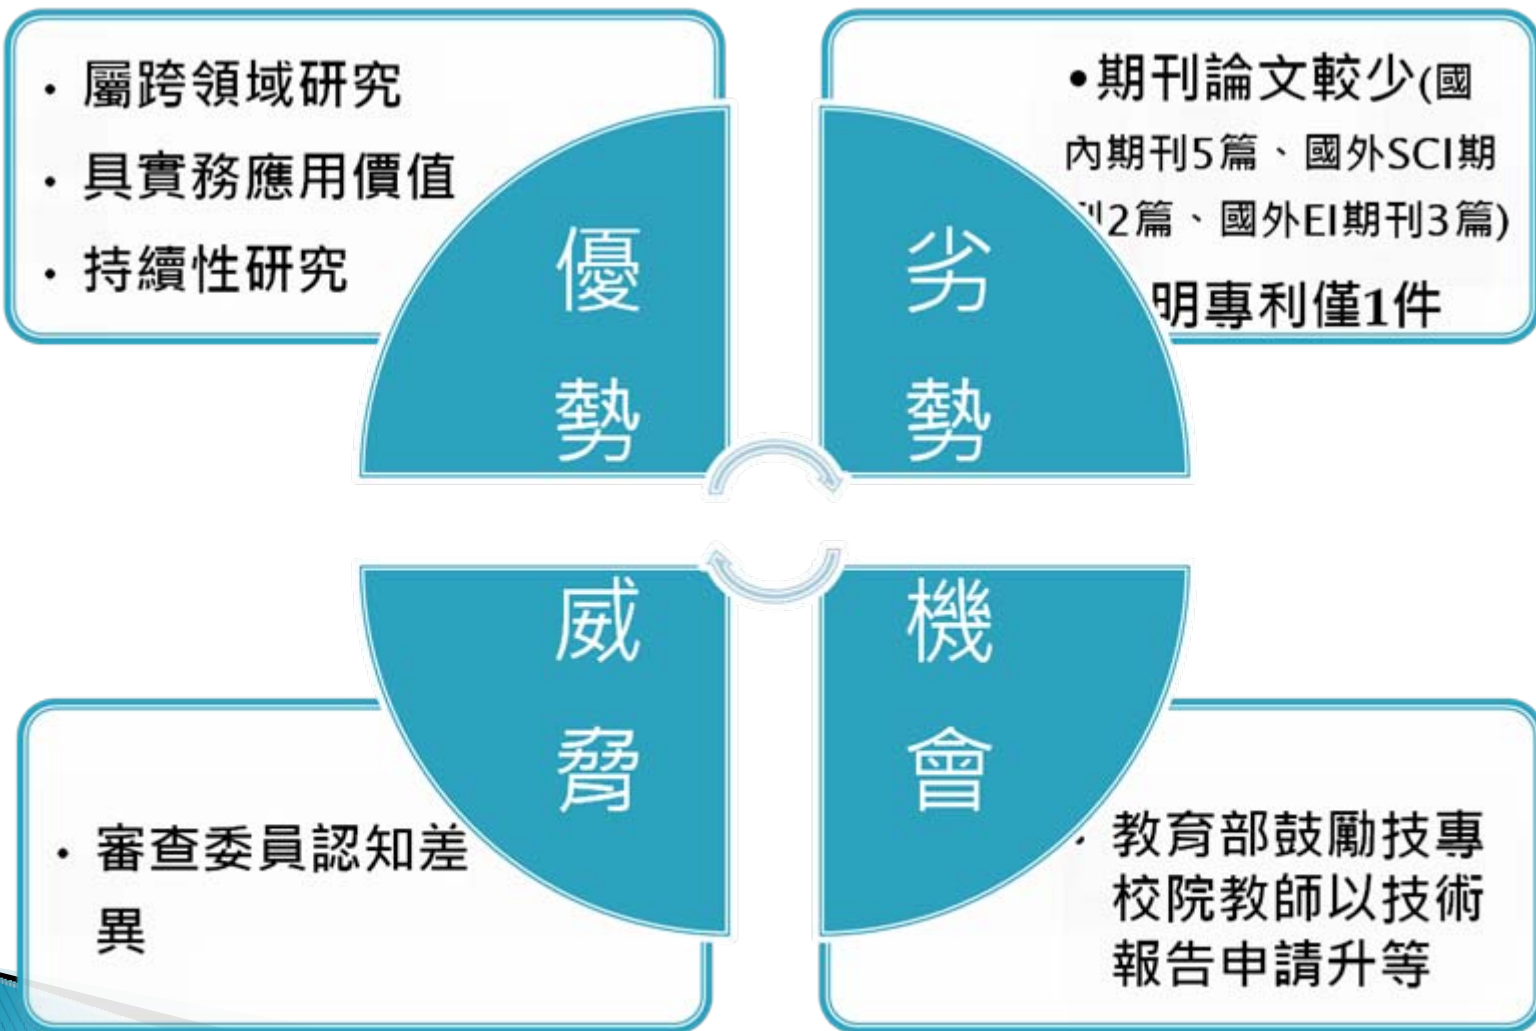 · 屬跨領域研究
· 具實務應用價值
· 持續性研究
優
勢
•期刊論文較少(國
內期刊5篇、國外SCI期
2篇、國外EI期刊3篇)
明專利僅1件
劣
勢
威
脅
· 審查委員認知差
異
機
會
· 教育部鼓勵技專
校院教師以技術
報告申請升等